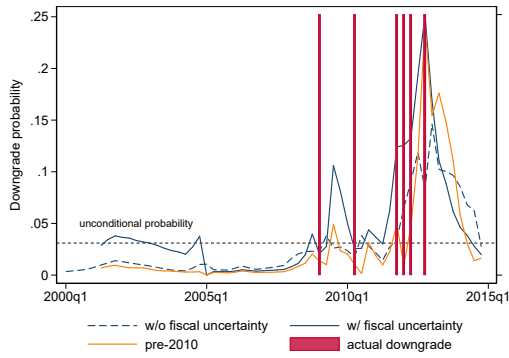 .25
.2
.15
.1
.05
0
Downgrade probability
unconditional probability
2000q1 2005q1 2010q1 2015q1
w/o fiscal uncertainty w/ fiscal uncertainty
pre-2010 actual downgrade